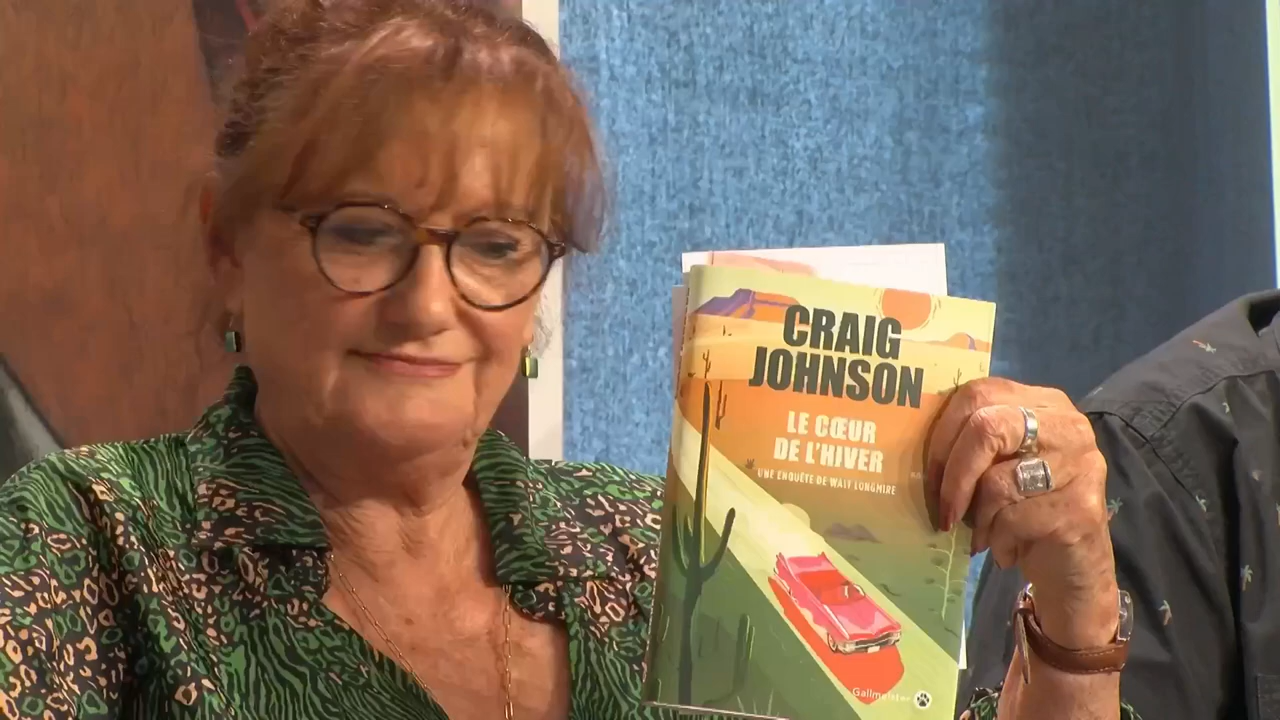 CRAIG
JOHNSON
LE CŒUR
DE L'HIVER
UNE ENQUÊTE DE WALT LONGMIRE
Gallmeister